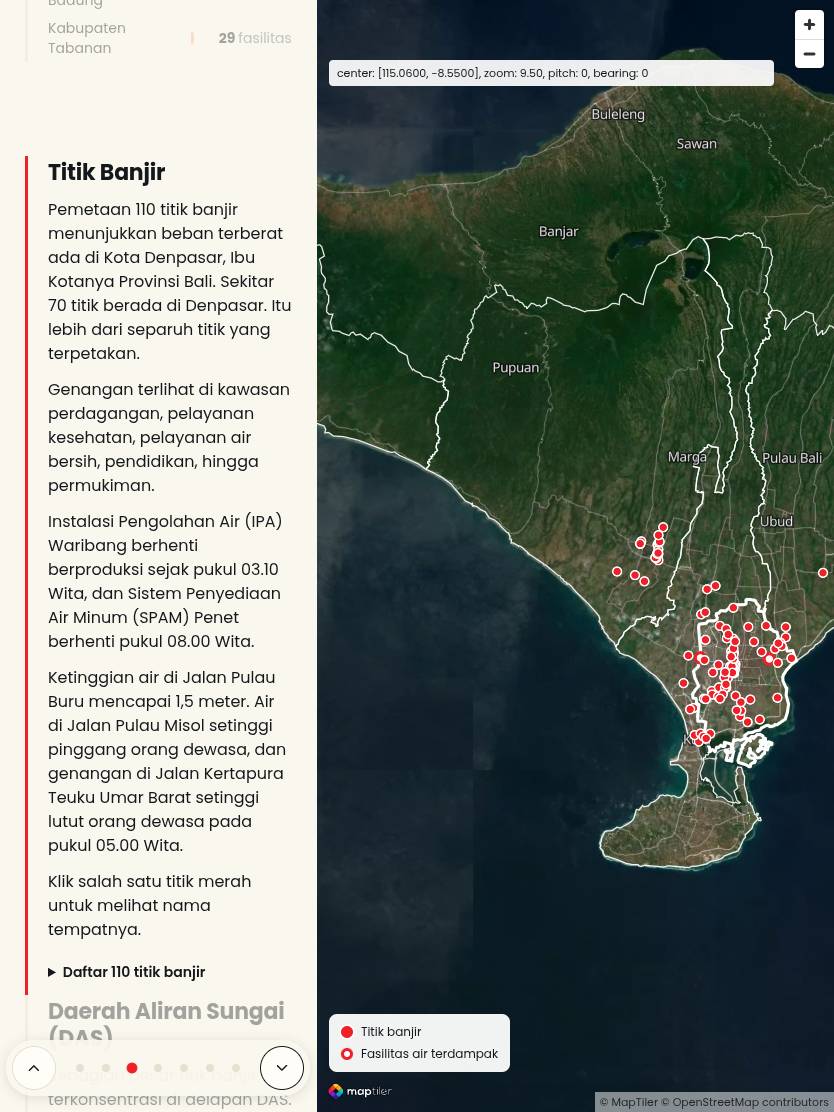 Badung
Kabupaten
Tabanan
29 fasilitas
Titik Banjir
Pemetaan 110 titik banjir
menunjukkan beban terberat
ada di Kota Denpasar, Ibu
Kotanya Provinsi Bali. Sekitar
70 titik berada di Denpasar. Itu
lebih dari separuh titik yang
terpetakan.
Genangan terlihat di kawasan
perdagangan, pelayanan
kesehatan, pelayanan air
bersih, pendidikan, hingga
permukiman.
Instalasi Pengolahan Air (IPA)
Waribang berhenti
berproduksi sejak pukul 03.10
Wita, dan Sistem Penyediaan
Air Minum (SPAM) Penet
berhenti pukul 08.00 Wita.
Ketinggian air di Jalan Pulau
Buru mencapai 1,5 meter. Air
di Jalan Pulau Misol setinggi
pinggang orang dewasa, dan
genangan di Jalan Kertapura
Teuku Umar Barat setinggi
lutut orang dewasa pada
pukul 05.00 Wita.
Klik salah satu titik merah
untuk melihat nama
tempatnya.
▶ Daftar 110 titik banjir
Daerah Aliran Sungai
(DAS)
terkonsentrasi di delapan DAS.
+
−
center: [115.0600, -8.5500], zoom: 9.50, pitch: 0, bearing: 0
Buleleng
Sawan
Banjar
Pupuan
Marga
Pulau Bali
Ubud
Titik banjir
Fasilitas air terdampak
maptiler
© MapTiler © OpenStreetMap contributors